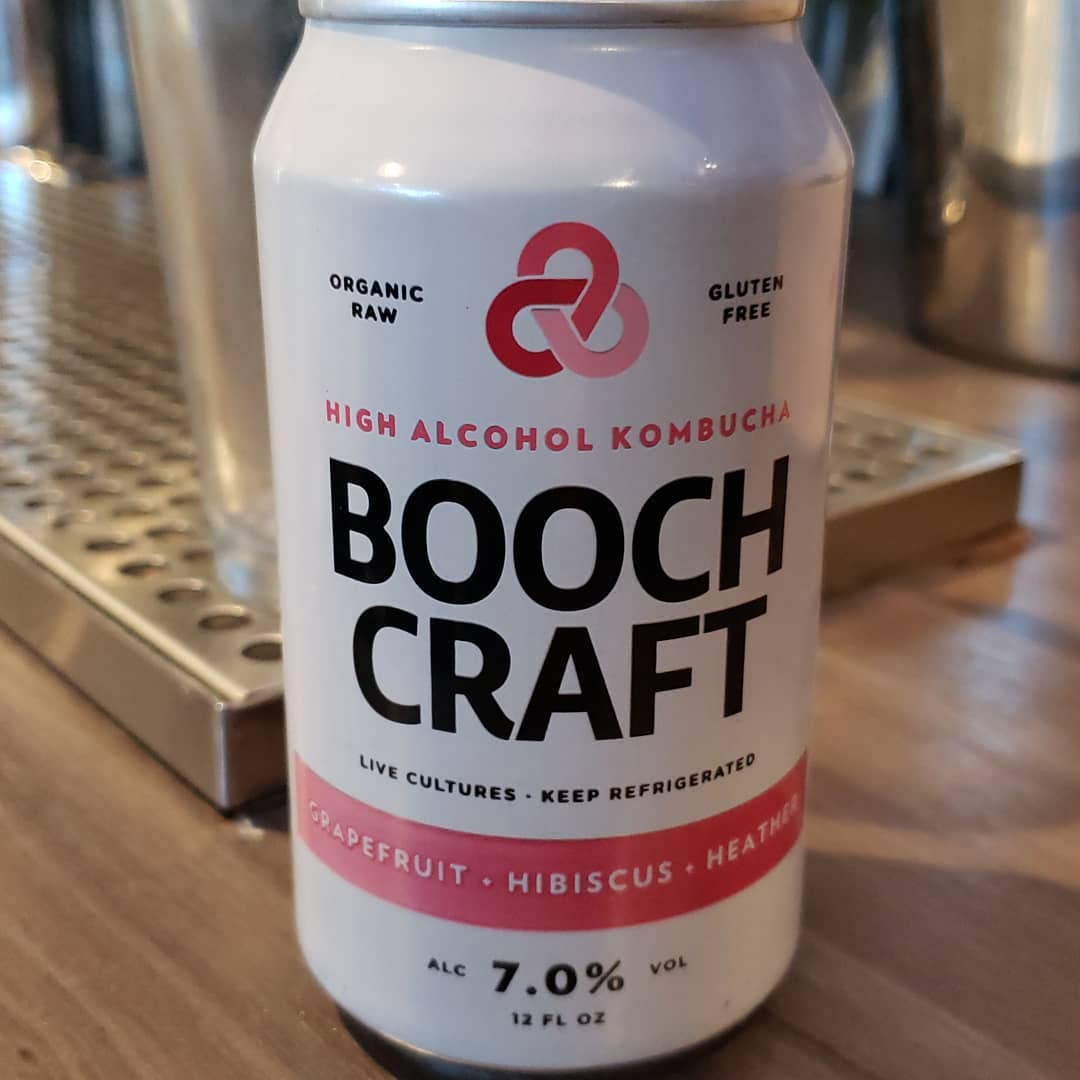 ORGANIC
RAW
GLUTEN
FREE
HIGH ALCOHOL KOMBUCHA
BOOCH
CRAFT
LIVE CULTURES · KEEP REFRIGERATED
GRAPEFRUIT + HIBISCUS + HEATHER
ALC 7.0% VOL
12 FL OZ